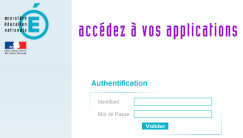 ministère
éducation
nationale
accédez à vos applications
Authentification
Identifiant
Mot de Passe
Valider